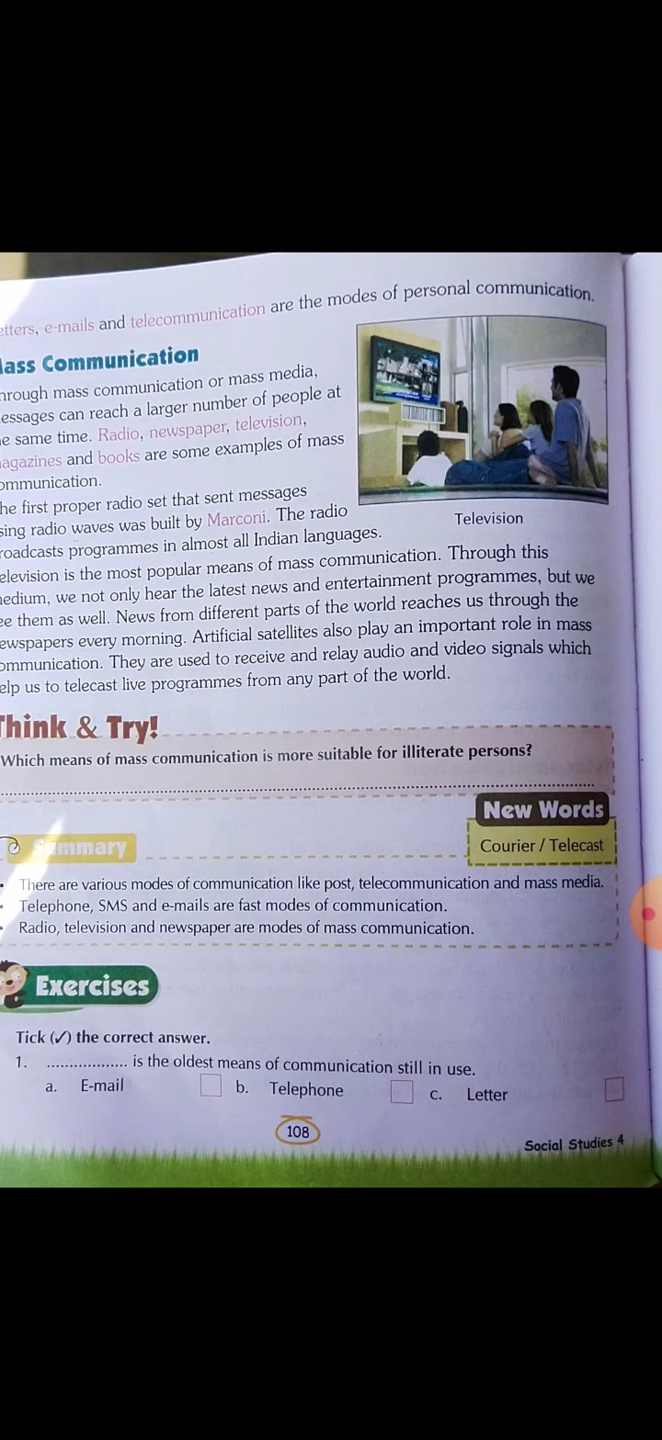 etters, e-mails and telecommunication are the modes of personal communication.
ass Communication
hrough mass communication or mass media,
essages can reach a larger number of people at
e same time. Radio, newspaper, television,
agazines and books are some examples of mass
ommunication.
he first proper radio set that sent messages
sing radio waves was built by Marconi. The radio
roadcasts programmes in almost all Indian languages.
Television
elevision is the most popular means of mass communication. Through this
edium, we not only hear the latest news and entertainment programmes, but we
ee them as well. News from different parts of the world reaches us through the
ewspapers every morning. Artificial satellites also play an important role in mass
ommunication. They are used to receive and relay audio and video signals which
elp us to telecast live programmes from any part of the world.
Think & Try!
Which means of mass communication is more suitable for illiterate persons?
New Words
Courier / Telecast
Summary
• There are various modes of communication like post, telecommunication and mass media.
• Telephone, SMS and e-mails are fast modes of communication.
• Radio, television and newspaper are modes of mass communication.
Exercises
Tick (✓) the correct answer.
1. .................. is the oldest means of communication still in use.
a. E-mail b. Telephone c. Letter
108
Social Studies 4